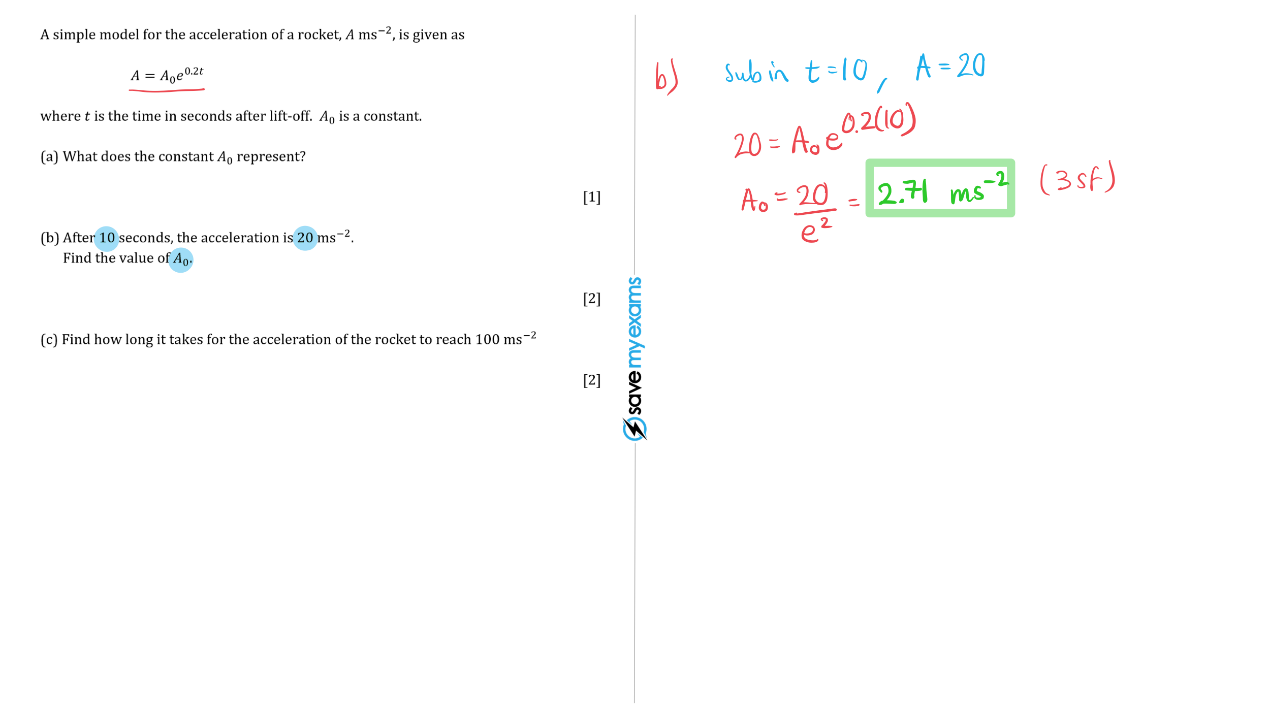 A simple model for the acceleration of a rocket, A ms⁻², is given as
A = A₀e^{0.2t}
where t is the time in seconds after lift-off. A₀ is a constant.
(a) What does the constant A₀ represent?
[1]
(b) After 10 seconds, the acceleration is 20 ms⁻².
Find the value of A₀.
[2]
(c) Find how long it takes for the acceleration of the rocket to reach 100 ms⁻²
[2]
save my exams
b) Sub in t=10, A=20
20 = A₀ e^{0.2(10)}
A₀ = 20/e² = 2.71 ms⁻² (3sf)